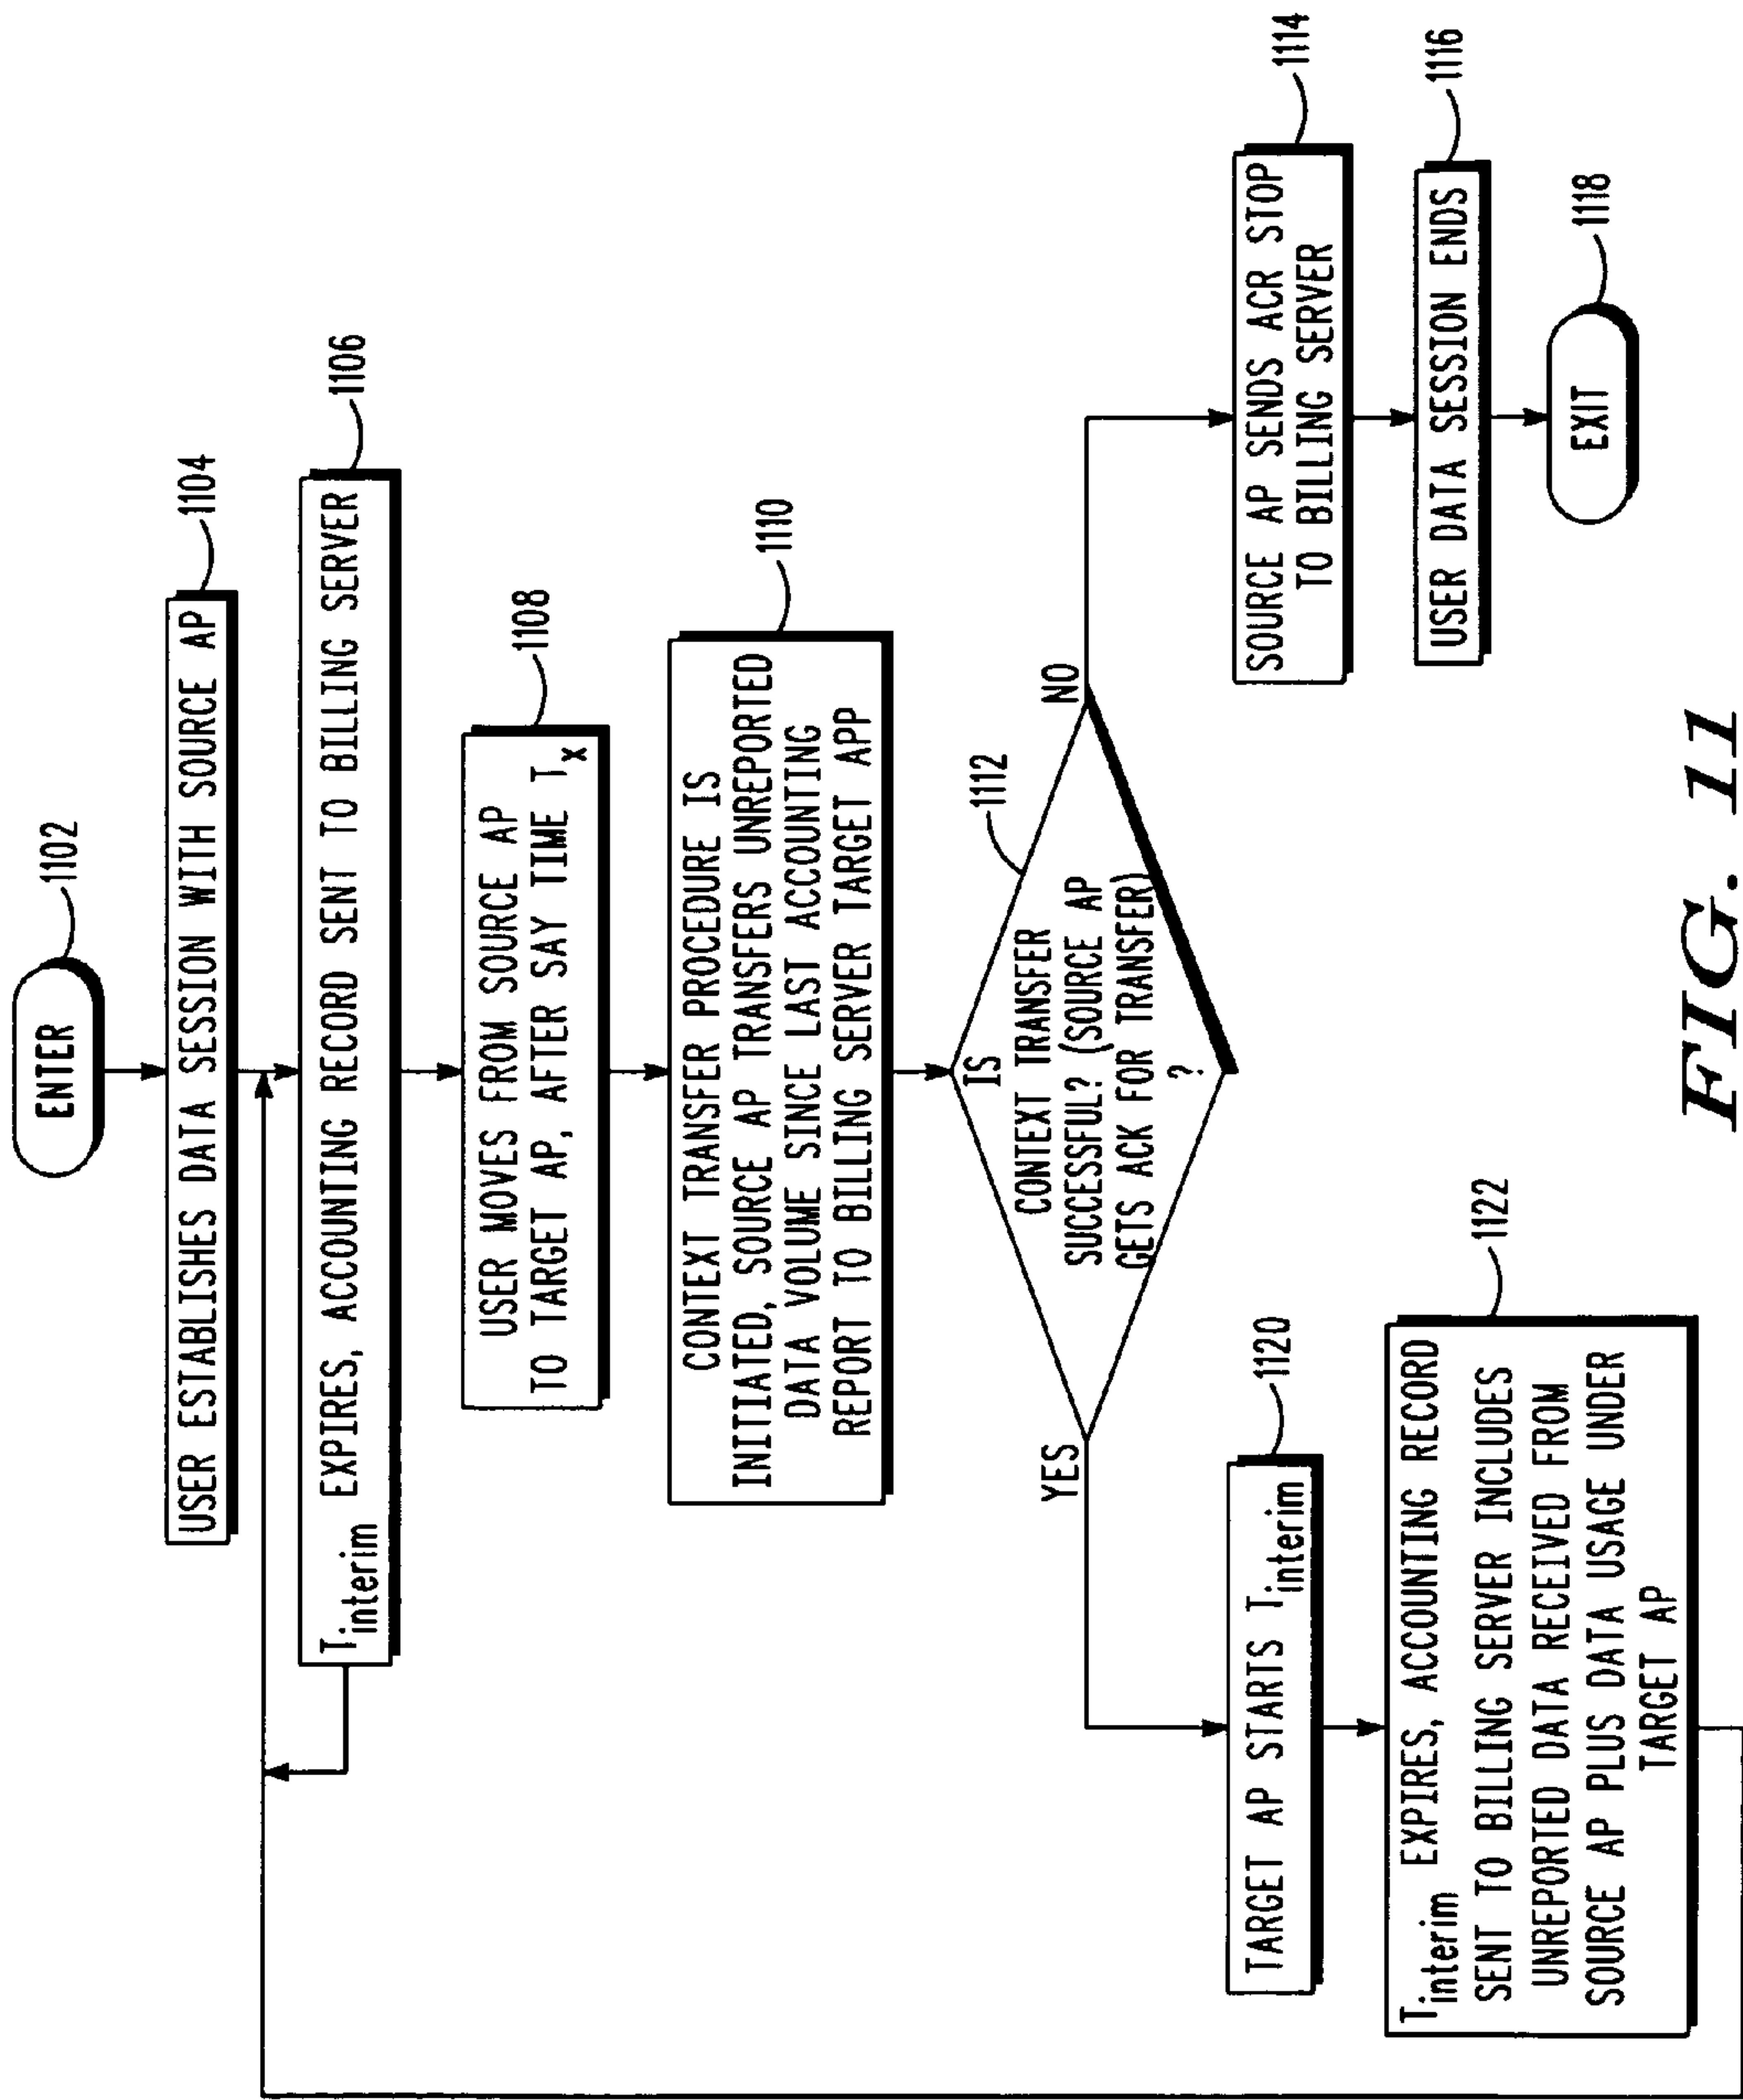 ENTER
1102
USER ESTABLISHES DATA SESSION WITH SOURCE AP
1104
Tinterim EXPIRES, ACCOUNTING RECORD SENT TO BILLING SERVER
1106
USER MOVES FROM SOURCE AP
TO TARGET AP, AFTER SAY TIME Tx
1108
CONTEXT TRANSFER PROCEDURE IS
INITIATED, SOURCE AP TRANSFERS UNREPORTED
DATA VOLUME SINCE LAST ACCOUNTING
REPORT TO BILLING SERVER TARGET APP
1110
IS
CONTEXT TRANSFER
SUCCESSFUL? (SOURCE AP
GETS ACK FOR TRANSFER)
?
1112
YES
NO
TARGET AP STARTS Tinterim
1120
Tinterim EXPIRES, ACCOUNTING RECORD
SENT TO BILLING SERVER INCLUDES
UNREPORTED DATA RECEIVED FROM
SOURCE AP PLUS DATA USAGE UNDER
TARGET AP
1122
SOURCE AP SENDS ACR STOP
TO BILLING SERVER
1114
USER DATA SESSION ENDS
1116
EXIT
1118
FIG. 11